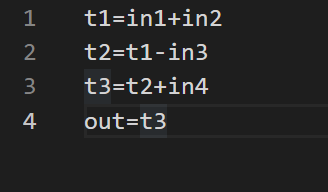 1 t1=in1+in2
2 t2=t1-in3
3 t3=t2+in4
4 out=t3